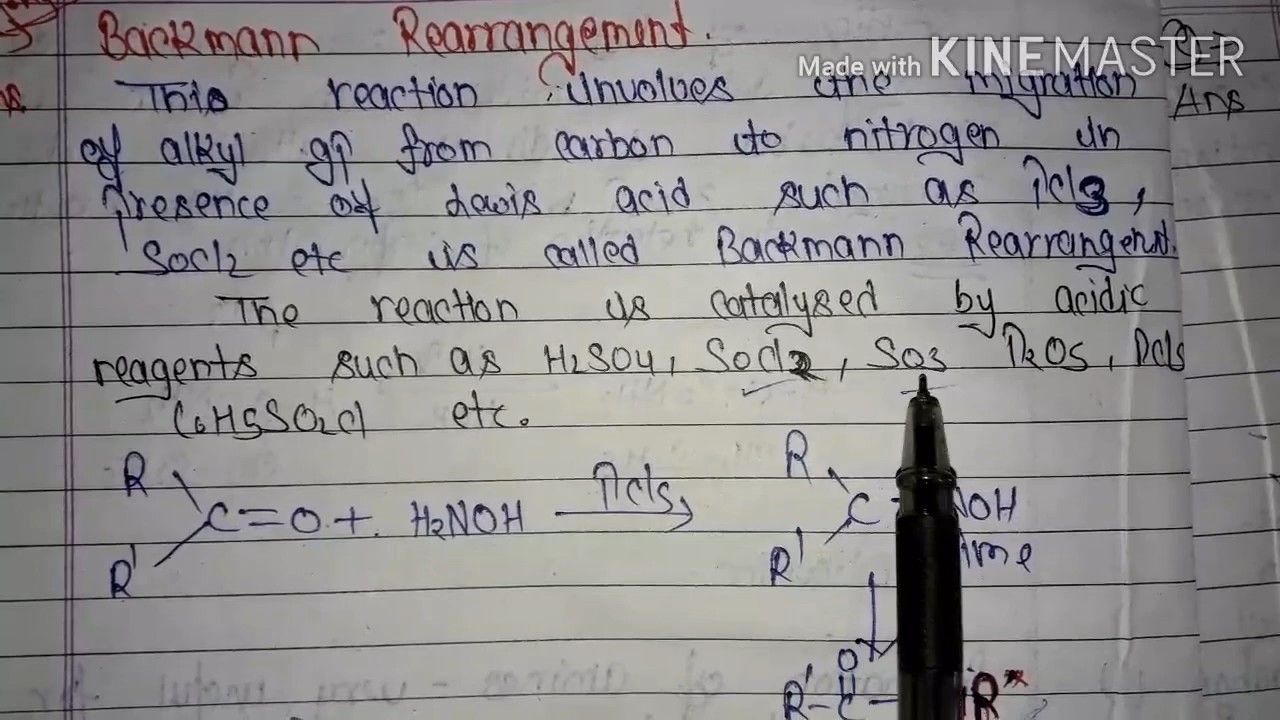 Backmann Rearrangement.
Made with KINEMASTER
This reaction involves the migration
Ans
of alkyl gp from carbon to nitrogen in
Presence of Lewis acid such as PCl3,
SOCl2 etc is called Backmann Rearrangent.
The reaction is catalysed by acidic
reagents such as H2SO4, SOCl2, SO3 P2O5, PCl5
C6H5SO2Cl etc.
R R
C=O + H2NOH PCl5 C NOH
R' R'
ime
O
R'-C- R